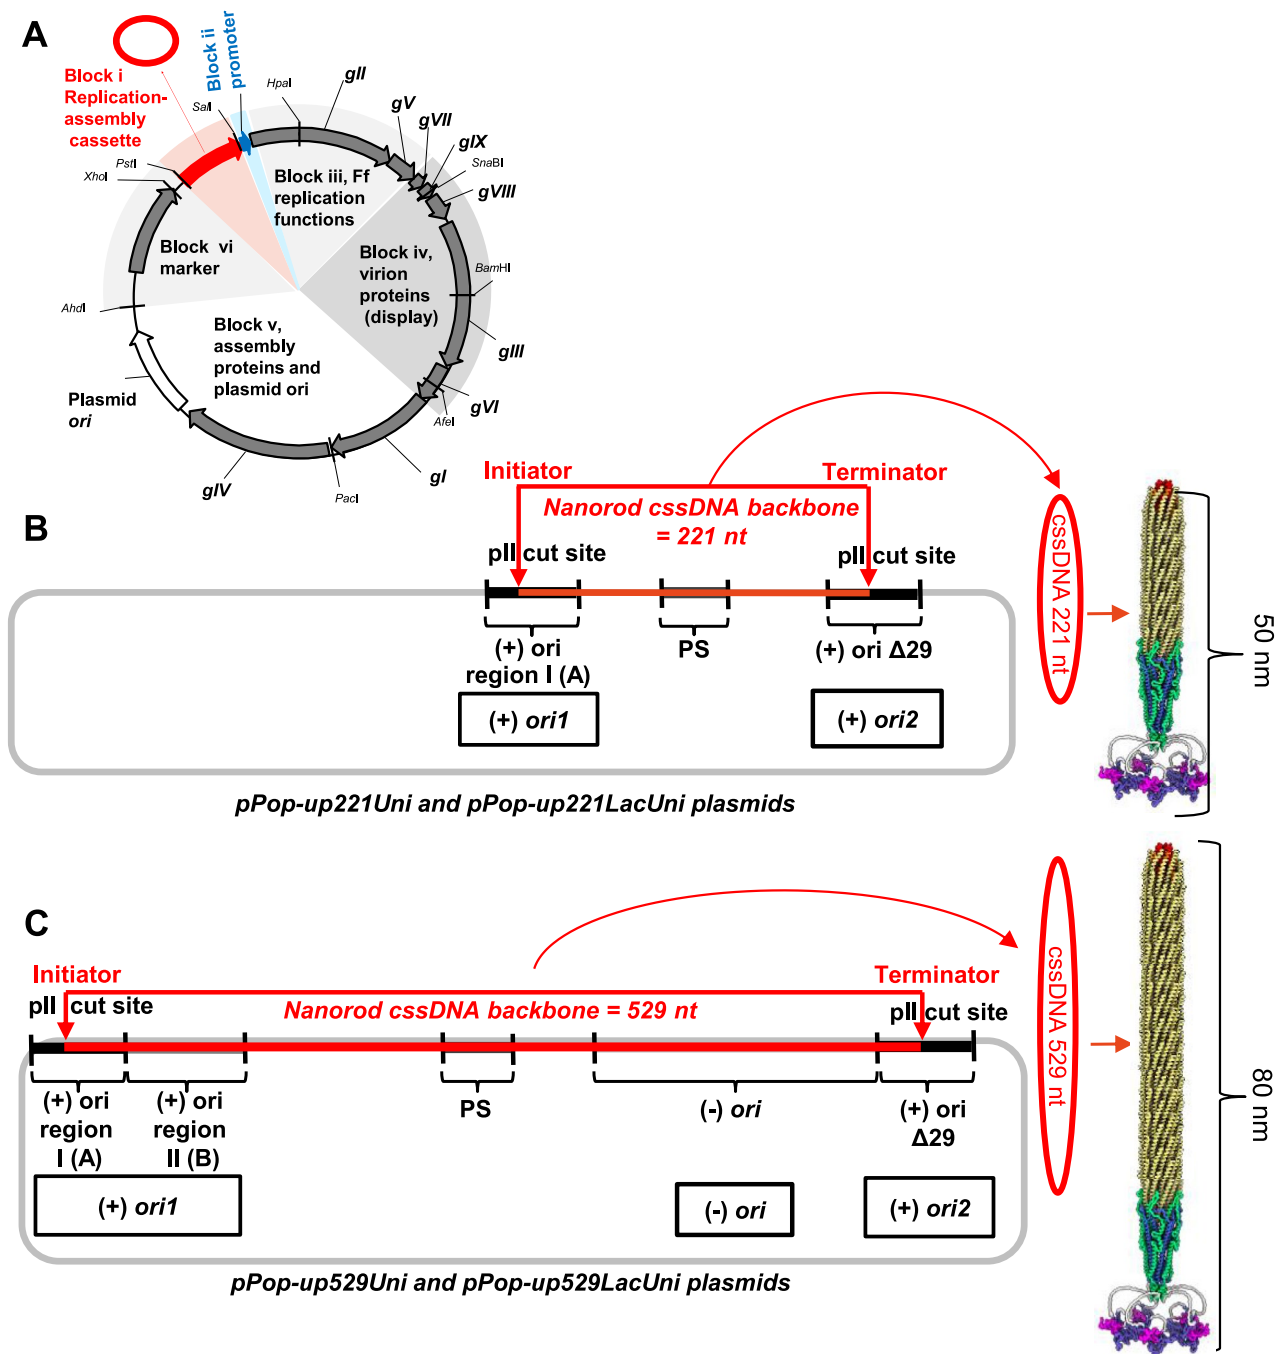 A
Block i
Replication-
assembly
cassette
Block ii
promoter
SalI
HpaI
gII
gV
gVII
gIX
SnaBI
gVIII
PstI
XhoI
Block iii, Ff
replication
functions
Block vi
marker
Block iv,
virion
proteins
(display)
BamHI
AhdI
Block v,
assembly
proteins and
plasmid ori
gIII
gVI
AfeI
Plasmid
ori
gIV
PacI
gI
B
Initiator
Terminator
Nanorod cssDNA backbone
= 221 nt
pII cut site
pII cut site
(+) ori
region I (A)
PS
(+) ori Δ29
(+) ori1
(+) ori2
pPop-up221Uni and pPop-up221LacUni plasmids
cssDNA 221 nt
50 nm
C
Initiator
Terminator
pII cut site
Nanorod cssDNA backbone = 529 nt
pII cut site
(+) ori
region
I (A)
(+) ori
region
II (B)
PS
(-) ori
(+) ori
Δ29
(+) ori1
(-) ori
(+) ori2
pPop-up529Uni and pPop-up529LacUni plasmids
cssDNA 529 nt
80 nm